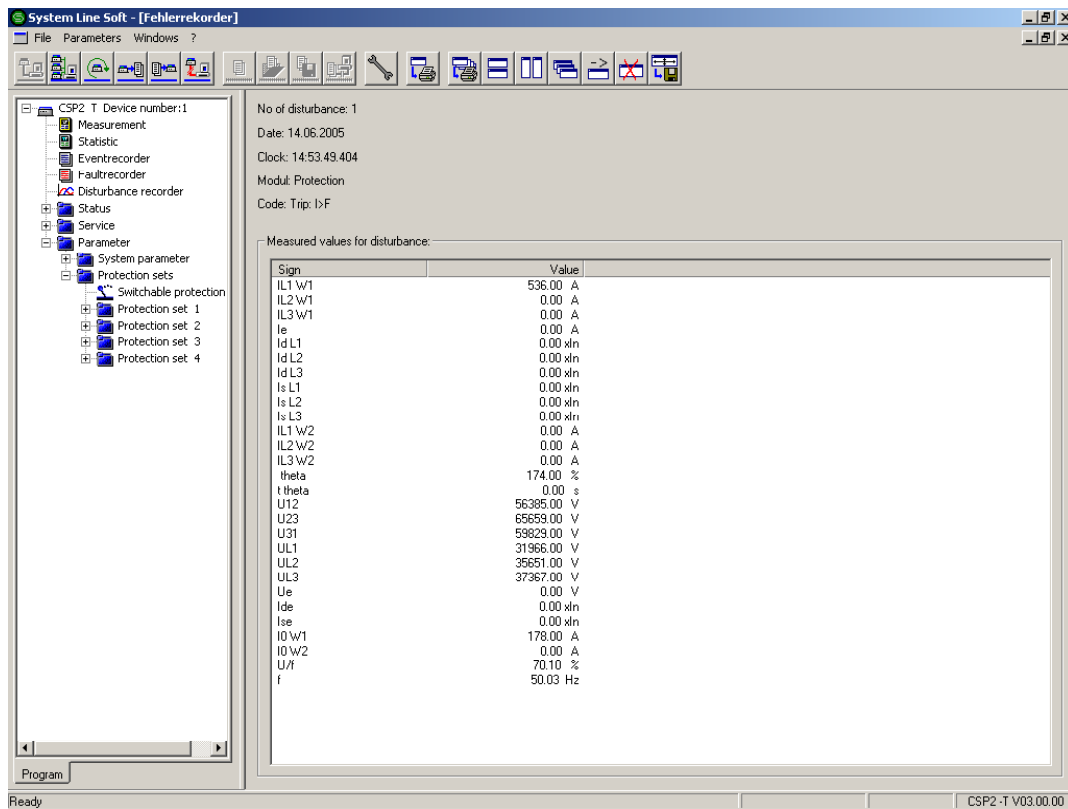 System Line Soft - [Fehlerrekorder]
File Parameters Windows ?
CSP2 T Device number:1
Measurement
Statistic
Eventrecorder
Faultrecorder
Disturbance recorder
Status
Service
Parameter
System parameter
Protection sets
Switchable protection
Protection set 1
Protection set 2
Protection set 3
Protection set 4
Program
No of disturbance: 1
Date: 14.06.2005
Clock: 14:53.49.404
Modul: Protection
Code: Trip: I>F
Measured values for disturbance:
Sign Value
IL1 W1 536.00 A
IL2 W1 0.00 A
IL3 W1 0.00 A
Ie 0.00 A
Id L1 0.00 xIn
Id L2 0.00 xIn
Id L3 0.00 xIn
Is L1 0.00 xIn
Is L2 0.00 xIn
Is L3 0.00 xIn
IL1 W2 0.00 A
IL2 W2 0.00 A
IL3 W2 0.00 A
theta 174.00 %
t theta 0.00 s
U12 56385.00 V
U23 65659.00 V
U31 59829.00 V
UL1 31966.00 V
UL2 35651.00 V
UL3 37367.00 V
Ue 0.00 V
Ide 0.00 xIn
Ise 0.00 xIn
I0 W1 178.00 A
I0 W2 0.00 A
U/f 70.10 %
f 50.03 Hz
Ready CSP2 -T V03.00.00